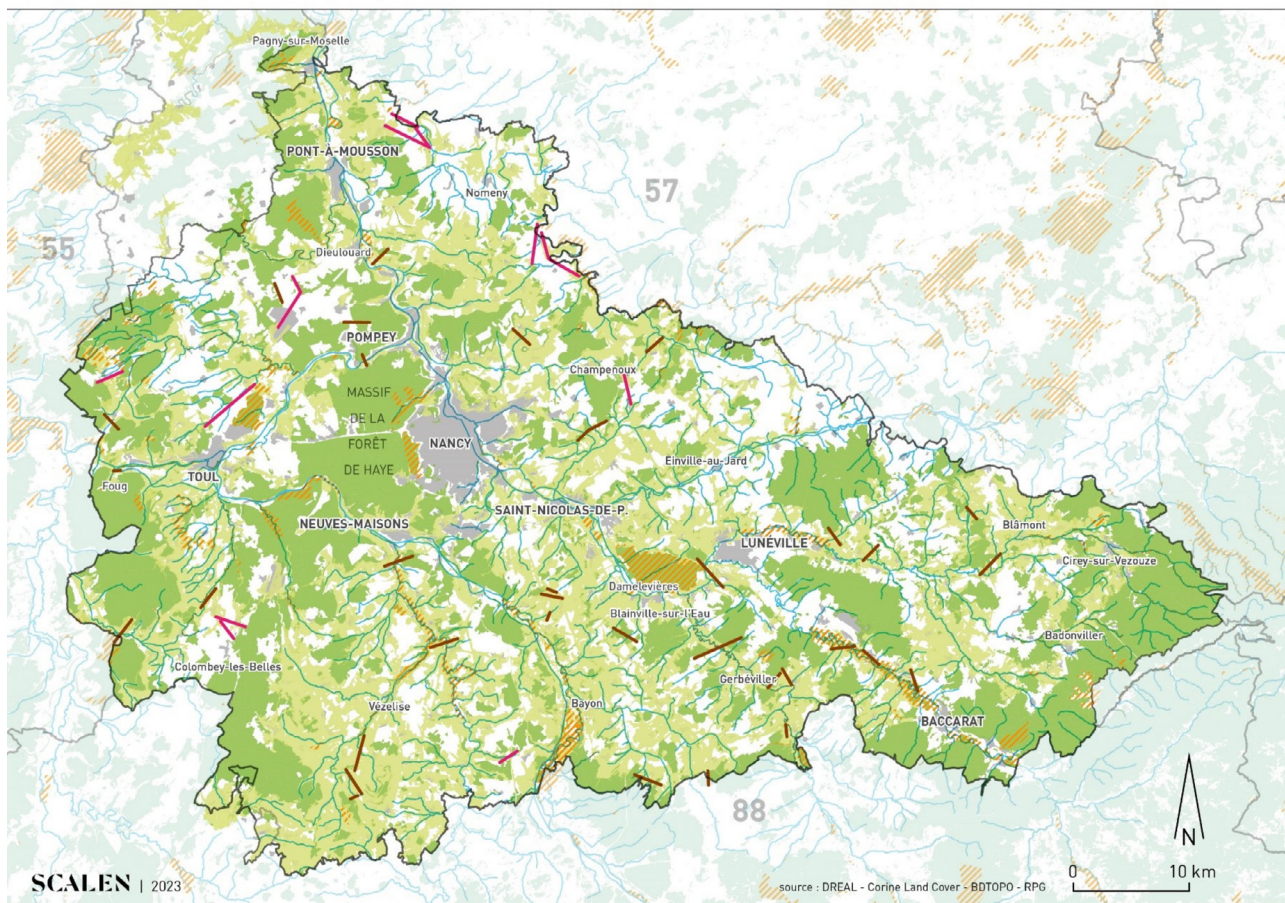 Pagny-sur-Moselle
PONT-À-MOUSSON
57
Nomeny
55
Dieulouard
POMPEY
Champenoux
MASSIF
DE LA
FORÊT
DE HAYE
NANCY
Einville-au-Jard
TOUL
Foug
SAINT-NICOLAS-DE-P.
NEUVES-MAISONS
Blâmont
LUNÉVILLE
Cirey-sur-Vezouze
Damelevières
Blainville-sur-l'Eau
Badonviller
Colombey-les-Belles
Gerbéviller
Vézelise
Bayon
BACCARAT
88
N
SCALEN | 2023
source : DREAL - Corine Land Cover - BDTOPO - RPG
0 10 km